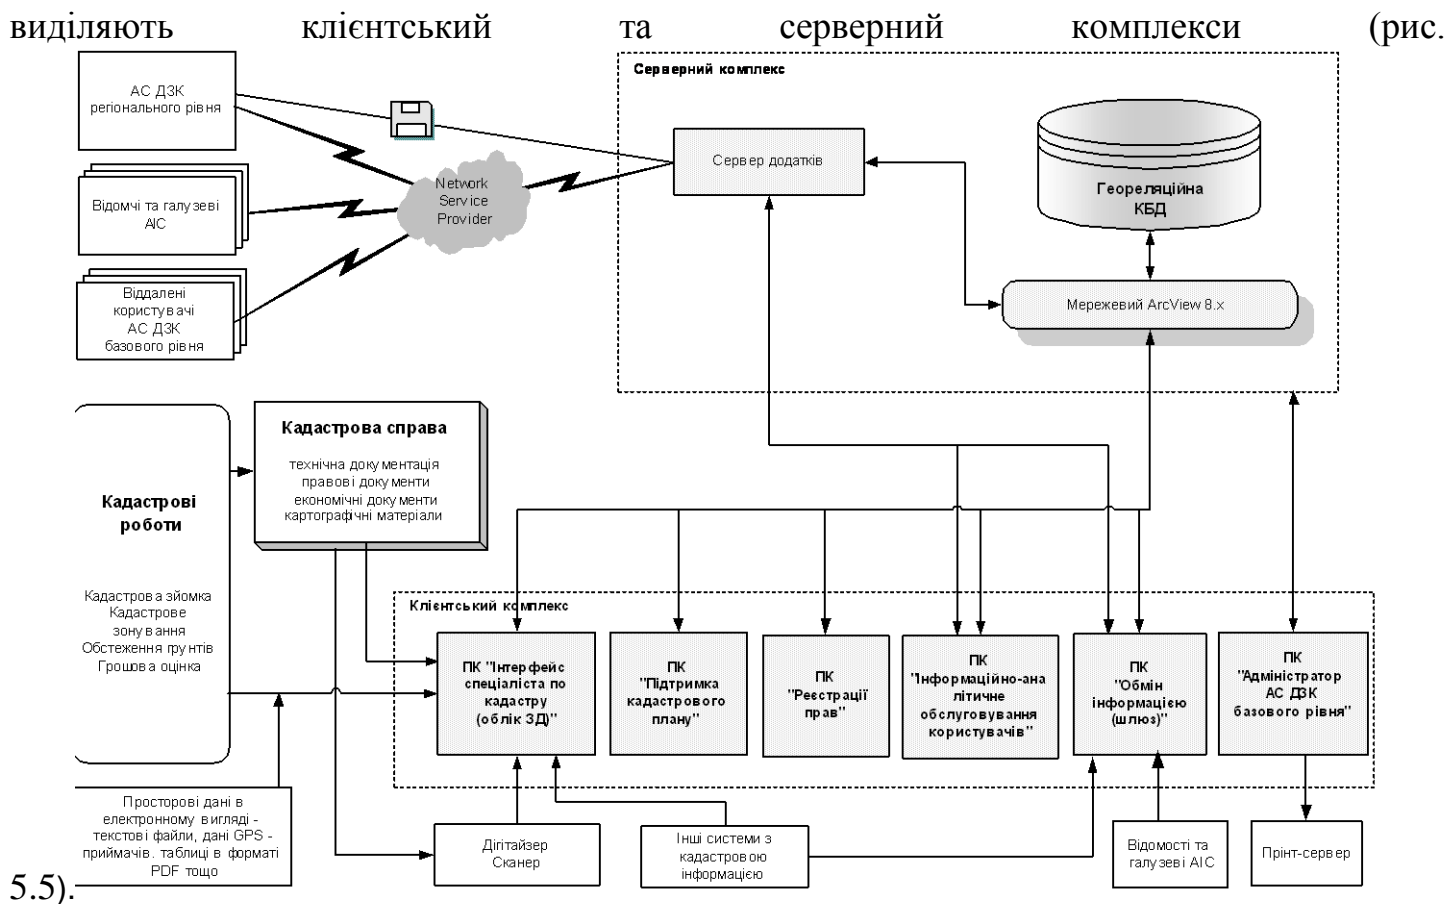 виділяють клієнтський та серверний комплекси (рис.
Серверний комплекс
АС ДЗК
регіонального рівня
Сервер додатків
Геореляційна
КБД
Network
Service
Provider
Відомчі та галузеві
АІС
Віддалені
користувачі
АС ДЗК
базового рівня
Мережевий ArcView 8.x
Кадастрова справа
технічна документація
правові документи
економічні документи
картографічні матеріали
Кадастрові
роботи
Кадастрова зйомка
Кадастрове
зонування
Обстеження грунтів
Грошова оцінка
Клієнтський комплекс
ПК "Інтерфейс
спеціаліста по
кадастру
(облік ЗД)"
ПК
"Підтримка
кадастрового
плану"
ПК
"Реєстрації
прав"
ПК
"Інформаційно-ана
літичне
обслуговування
користувачів"
ПК
"Обмін
інформацією
(шлюз)"
ПК
"Адміністратор
АС ДЗК
базового рівня"
Просторові дані в
електронному вигляді -
текстові файли, дані GPS -
приймачів. таблиці в форматі
PDF тощо
Дігітайзер
Сканер
Інші системи з
кадастровою
інформацією
Відомості та
галузеві АІС
Прінт-сервер
5.5).